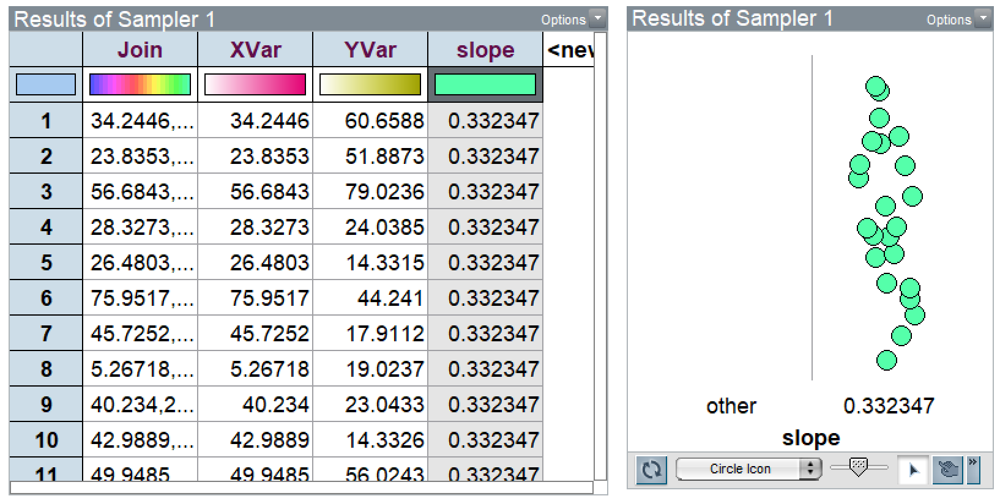 Results of Sampler 1 Options
Join XVar YVar slope <new
1 34.2446,... 34.2446 60.6588 0.332347
2 23.8353,... 23.8353 51.8873 0.332347
3 56.6843,... 56.6843 79.0236 0.332347
4 28.3273,... 28.3273 24.0385 0.332347
5 26.4803,... 26.4803 14.3315 0.332347
6 75.9517,... 75.9517 44.241 0.332347
7 45.7252,... 45.7252 17.9112 0.332347
8 5.26718,... 5.26718 19.0237 0.332347
9 40.234,2... 40.234 23.0433 0.332347
10 42.9889,... 42.9889 14.3326 0.332347
11 49.9485 49.9485 56.0243 0.332347
Results of Sampler 1 Options
other 0.332347
slope
Circle Icon »